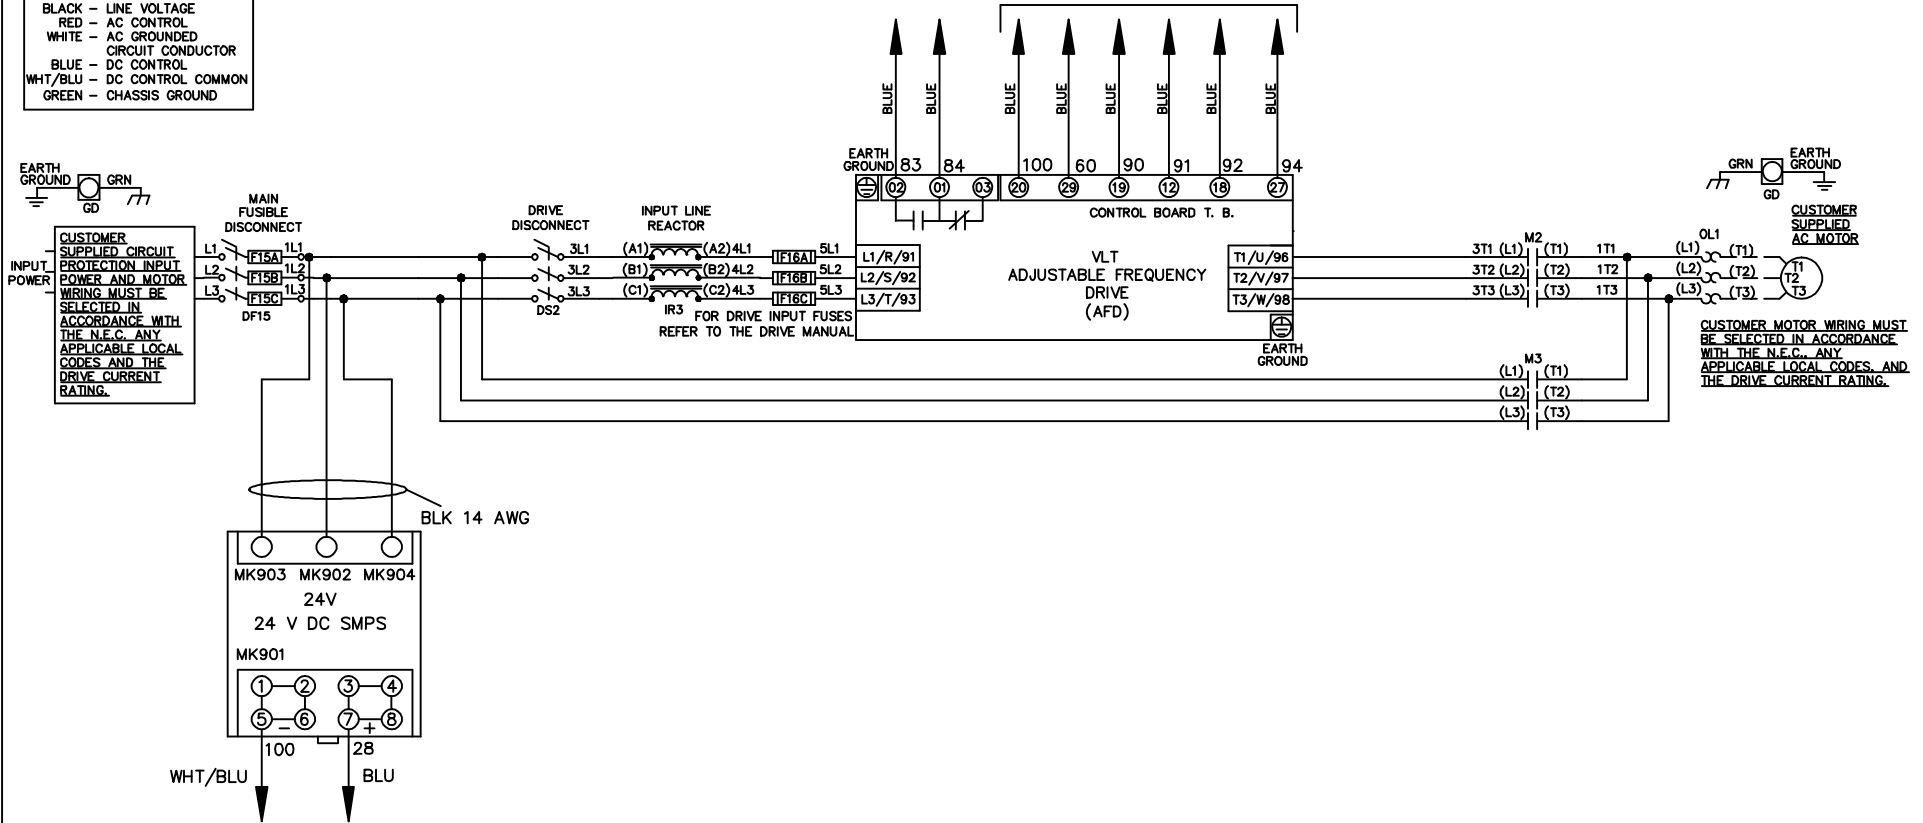 BLACK – LINE VOLTAGE
RED – AC CONTROL
WHITE – AC GROUNDED
CIRCUIT CONDUCTOR
BLUE – DC CONTROL
WHT/BLU – DC CONTROL COMMON
GREEN – CHASSIS GROUND
BLUE BLUE BLUE BLUE BLUE BLUE BLUE BLUE
EARTH
GROUND
83 84 100 60 90 91 92 94
02 01 03 20 29 19 12 18 27
CONTROL BOARD T. B.
EARTH
GROUND
GRN
GD
INPUT
POWER
CUSTOMER
SUPPLIED CIRCUIT
PROTECTION INPUT
POWER AND MOTOR
WIRING MUST BE
SELECTED IN
ACCORDANCE WITH
THE N.E.C. ANY
APPLICABLE LOCAL
CODES AND THE
DRIVE CURRENT
RATING.
MAIN
FUSIBLE
DISCONNECT
L1 F15A 1L1
L2 F15B 1L2
L3 F15C 1L3
DF15
DRIVE
DISCONNECT
3L1
3L2
3L3
DS2
INPUT LINE
REACTOR
(A1) (A2) 4L1 IF16A 5L1
(B1) (B2) 4L2 IF16B 5L2
(C1) (C2) 4L3 IF16C 5L3
IR3
FOR DRIVE INPUT FUSES
REFER TO THE DRIVE MANUAL
L1/R/91
L2/S/92
L3/T/93
VLT
ADJUSTABLE FREQUENCY
DRIVE
(AFD)
T1/U/96
T2/V/97
T3/W/98
EARTH
GROUND
M2
3T1 (L1) (T1) 1T1
3T2 (L2) (T2) 1T2
3T3 (L3) (T3) 1T3
M3
(L1) (T1)
(L2) (T2)
(L3) (T3)
OL1
(L1) (T1)
(L2) (T2)
(L3) (T3)
T1
T2
T3
GRN
GD
EARTH
GROUND
CUSTOMER
SUPPLIED
AC MOTOR
CUSTOMER MOTOR WIRING MUST
BE SELECTED IN ACCORDANCE
WITH THE N.E.C., ANY
APPLICABLE LOCAL CODES, AND
THE DRIVE CURRENT RATING.
BLK 14 AWG
MK903 MK902 MK904
24V
24 V DC SMPS
MK901
1 2 3 4
5 – 6 7 + 8
100 28
WHT/BLU BLU